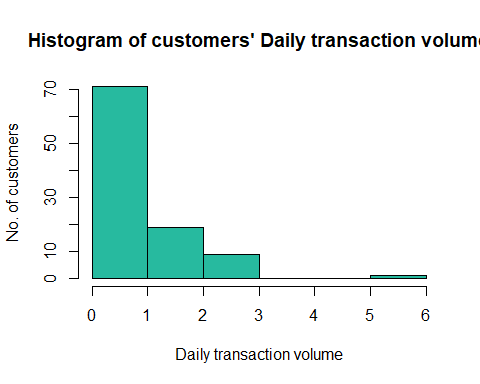 Histogram of customers' Daily transaction volume
No. of customers
70
50
30
10
0
0 1 2 3 4 5 6
Daily transaction volume